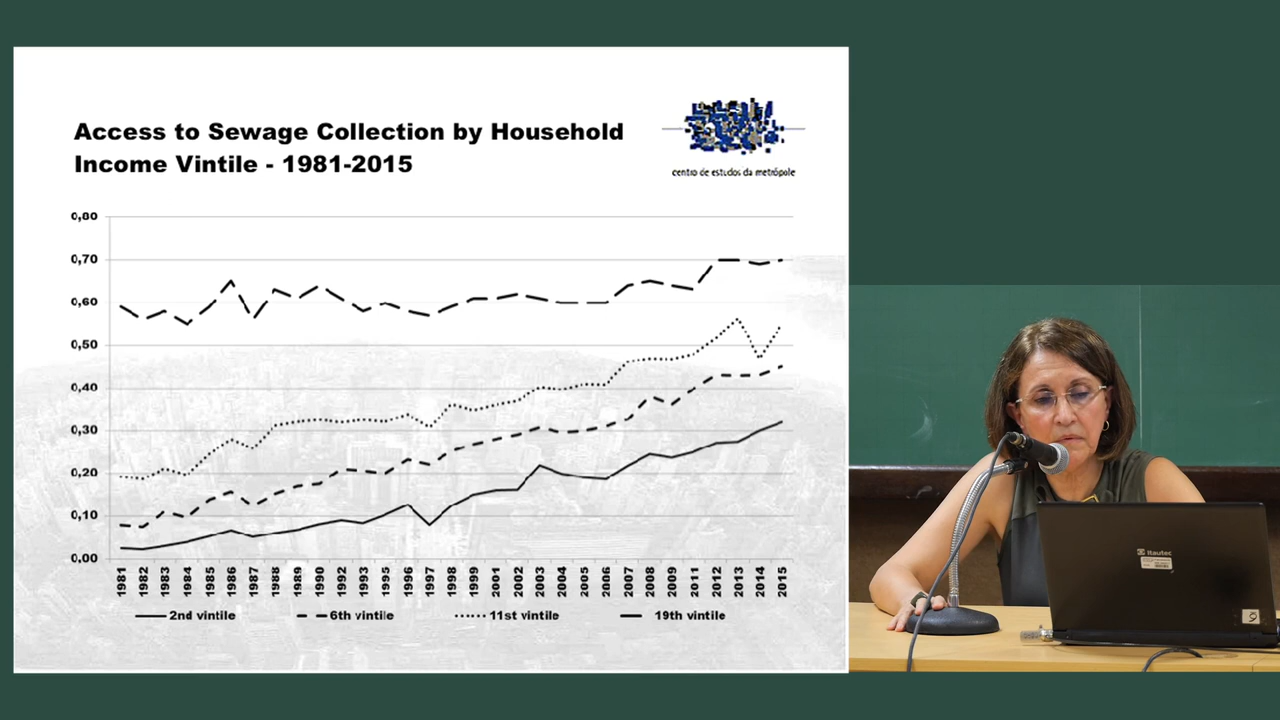 Access to Sewage Collection by Household
Income Vintile - 1981-2015
centro de estudos da metrópole
0,80
0,70
0,60
0,50
0,40
0,30
0,20
0,10
0,00
1981 1982 1983 1984 1985 1986 1987 1988 1989 1990 1992 1993 1995 1996 1997 1998 1999 2001 2002 2003 2004 2005 2006 2007 2008 2009 2011 2012 2013 2014 2015
2nd vintile 6th vintile 11st vintile 19th vintile
Itautec